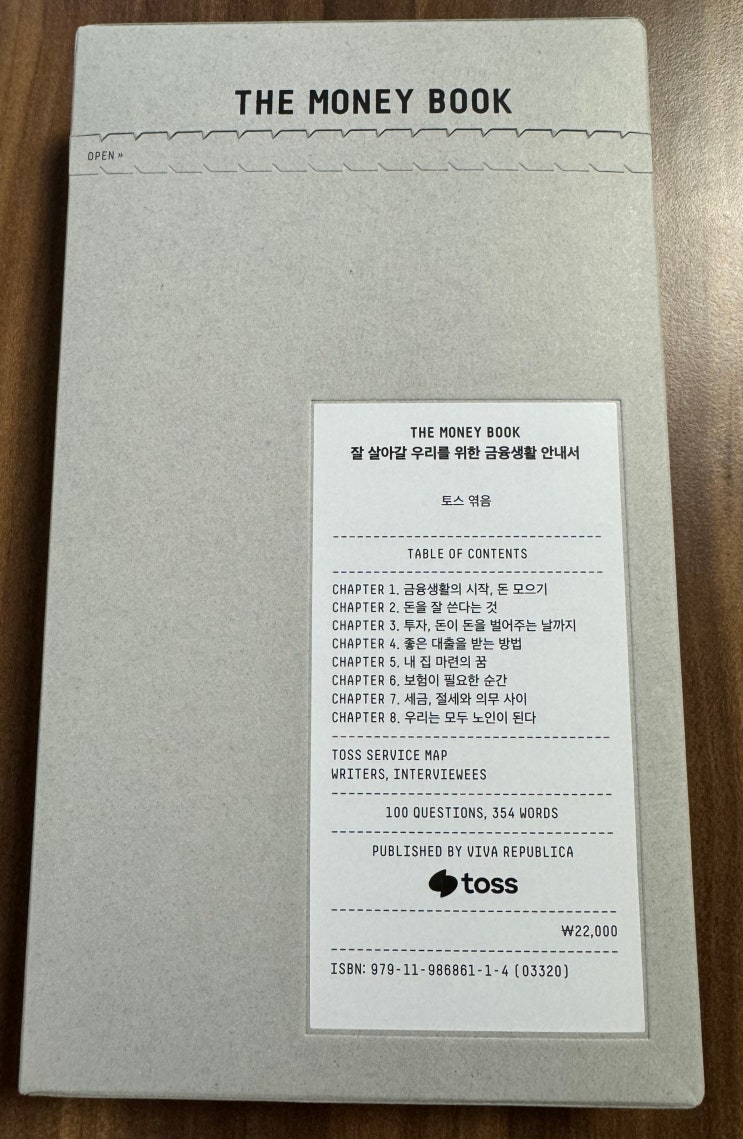 THE MONEY BOOK
OPEN »
THE MONEY BOOK
잘 살아갈 우리를 위한 금융생활 안내서
토스 엮음
TABLE OF CONTENTS
CHAPTER 1. 금융생활의 시작, 돈 모으기
CHAPTER 2. 돈을 잘 쓴다는 것
CHAPTER 3. 투자, 돈이 돈을 벌어주는 날까지
CHAPTER 4. 좋은 대출을 받는 방법
CHAPTER 5. 내 집 마련의 꿈
CHAPTER 6. 보험이 필요한 순간
CHAPTER 7. 세금, 절세와 의무 사이
CHAPTER 8. 우리는 모두 노인이 된다
TOSS SERVICE MAP
WRITERS, INTERVIEWEES
100 QUESTIONS, 354 WORDS
PUBLISHED BY VIVA REPUBLICA
toss
₩22,000
ISBN: 979-11-986861-1-4 (03320)